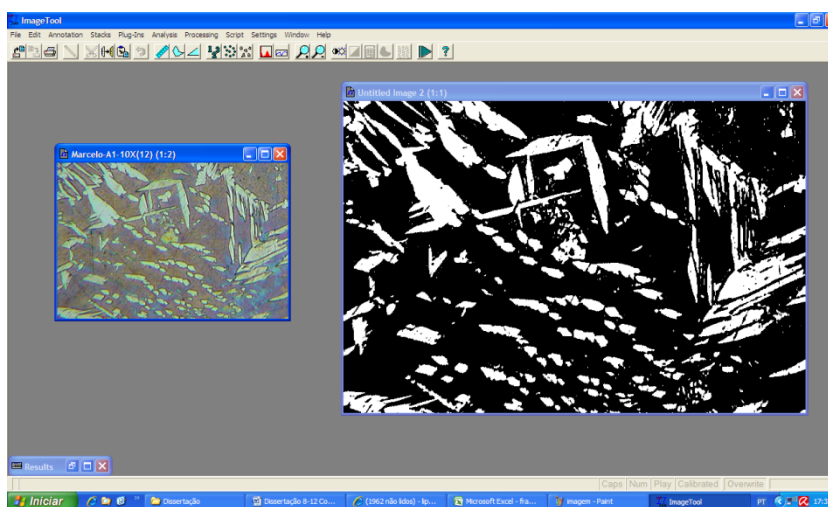 ImageTool
File Edit Annotation Stacks Plug-Ins Analysis Processing Script Settings Window Help
Untitled Image 2 (1:1)
Marcelo-A1-10X(12) (1:2)
Results
Caps Num Play Calibrated Overwrite
Iniciar Dissertação Dissertação 8-12 Co... (1962 não lidos) - lip... Microsoft Excel - fra... imagem - Paint ImageTool PT